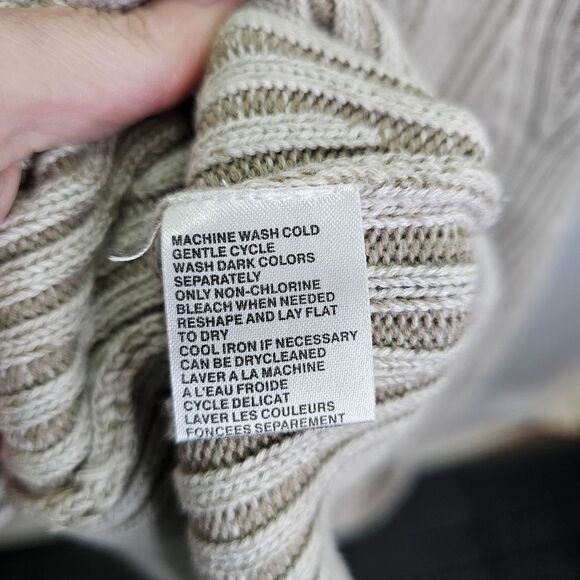 MACHINE WASH COLD
GENTLE CYCLE
WASH DARK COLORS
SEPARATELY
ONLY NON-CHLORINE
BLEACH WHEN NEEDED
RESHAPE AND LAY FLAT
TO DRY
COOL IRON IF NECESSARY
CAN BE DRYCLEANED
LAVER A LA MACHINE
A L'EAU FROIDE
CYCLE DELICAT
LAVER LES COULEURS
FONCEES SEPAREMENT